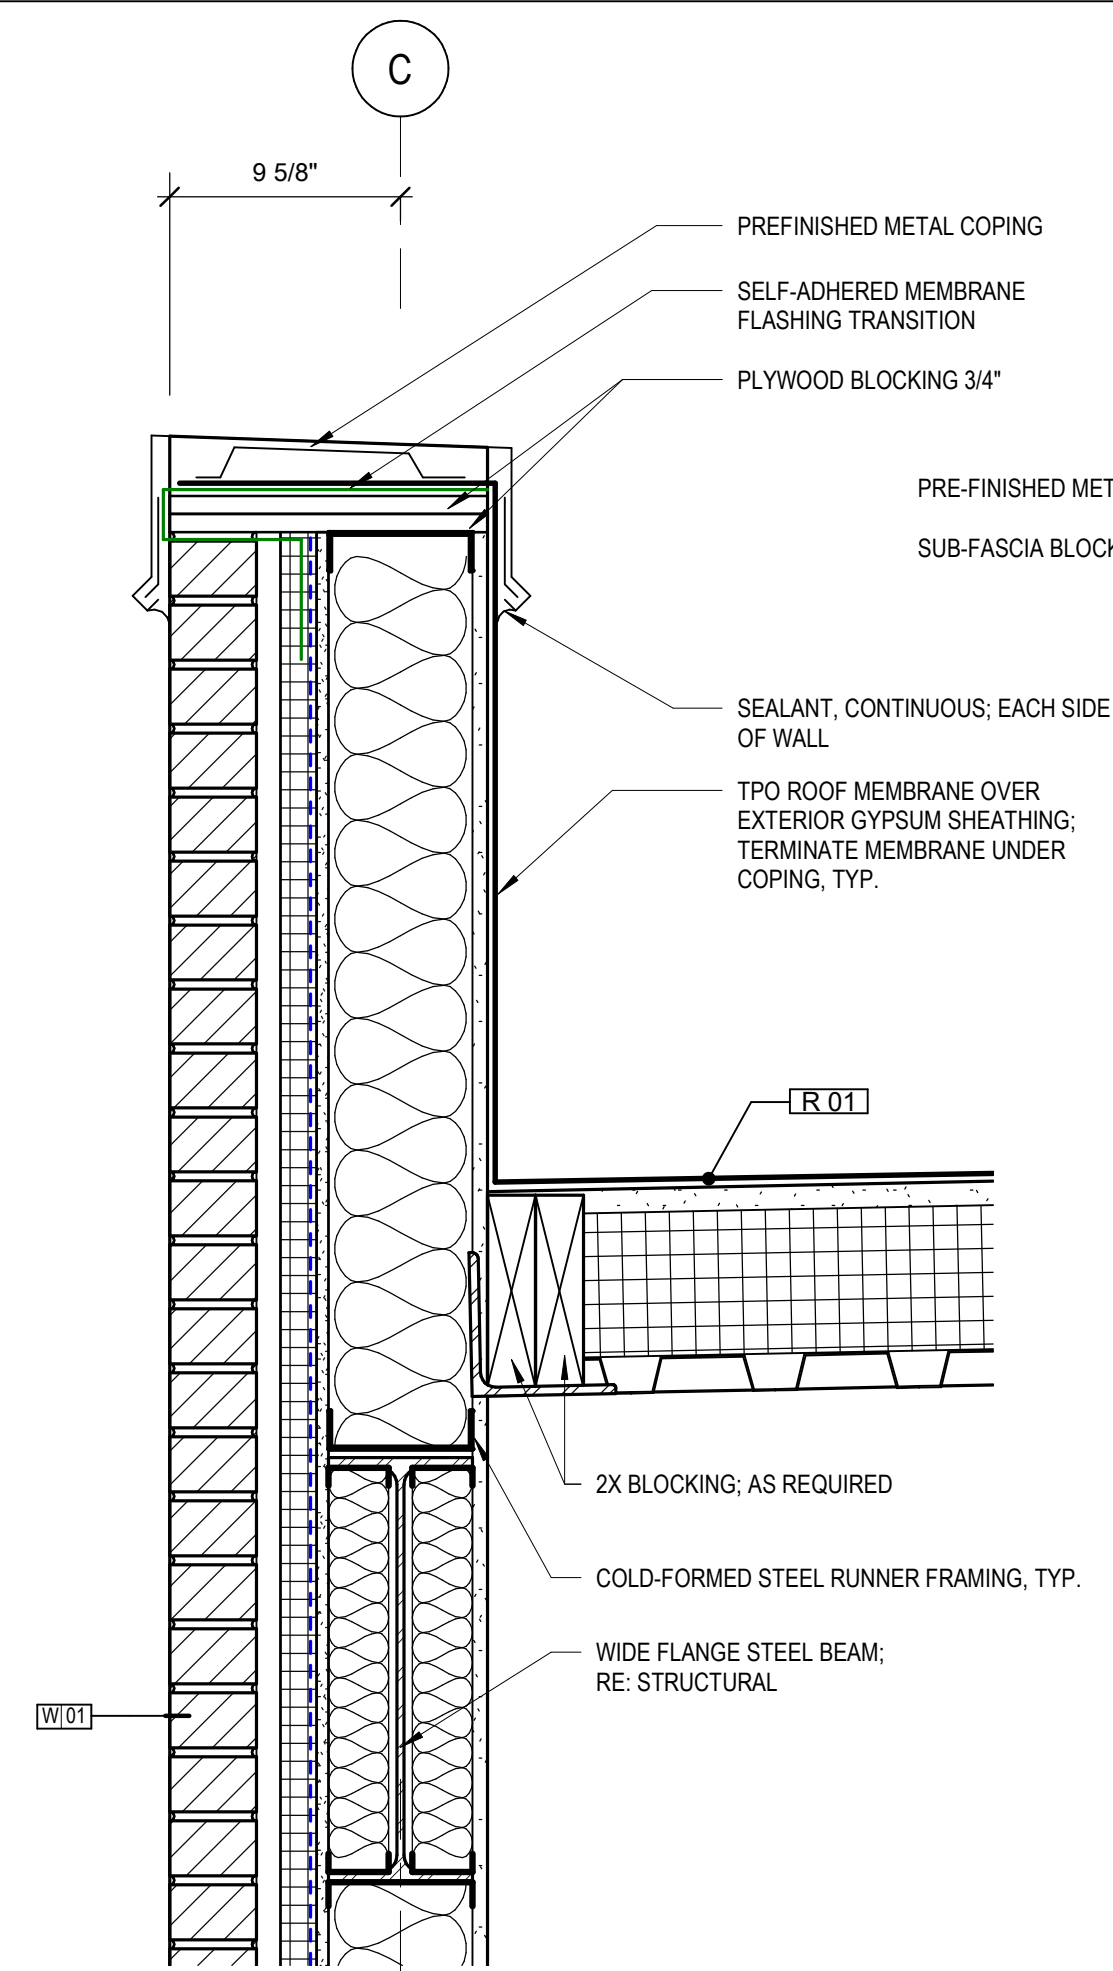 C
9 5/8"
PREFINISHED METAL COPING
SELF-ADHERED MEMBRANE
FLASHING TRANSITION
PLYWOOD BLOCKING 3/4"
PRE-FINISHED MET
SUB-FASCIA BLOCK
SEALANT, CONTINUOUS; EACH SIDE
OF WALL
TPO ROOF MEMBRANE OVER
EXTERIOR GYPSUM SHEATHING;
TERMINATE MEMBRANE UNDER
COPING, TYP.
R 01
2X BLOCKING; AS REQUIRED
COLD-FORMED STEEL RUNNER FRAMING, TYP.
WIDE FLANGE STEEL BEAM;
RE: STRUCTURAL
W 01